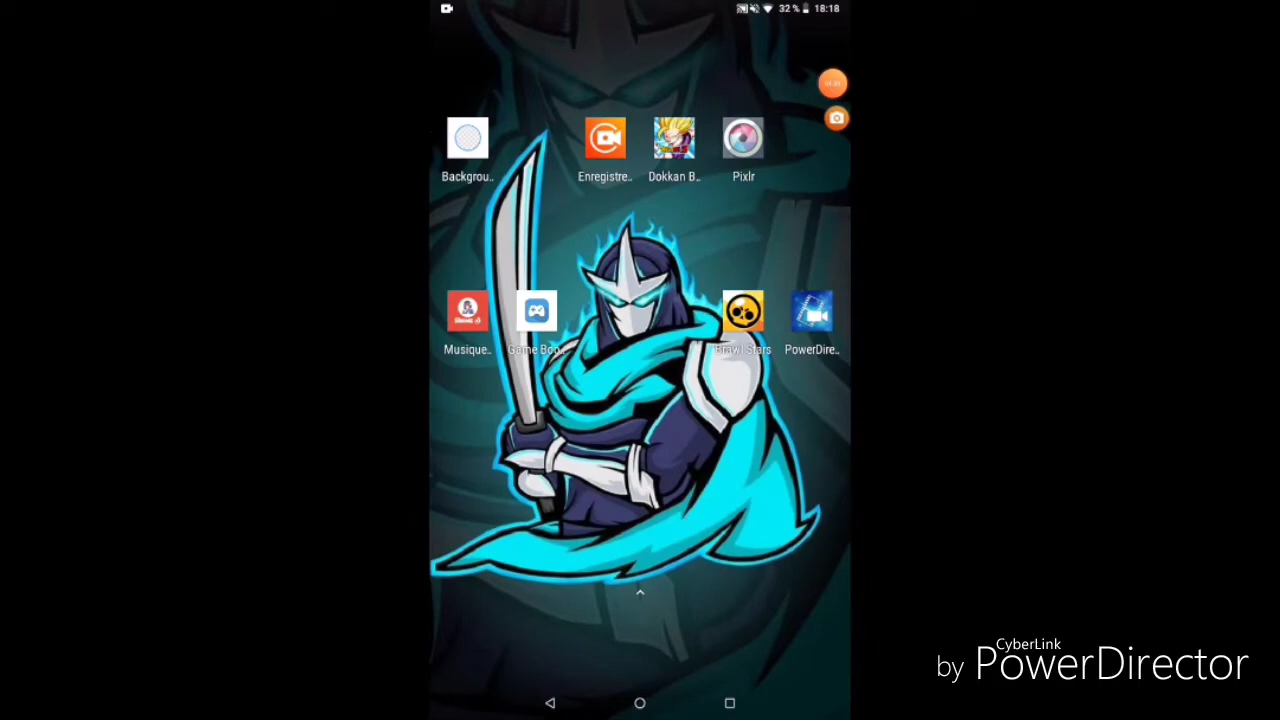 32 % 18:18
Backgrou..
Enregistre..
Dokkan B..
Pixlr
Musique..
Game Boo..
Brawl Stars
PowerDire..
CyberLink
by PowerDirector